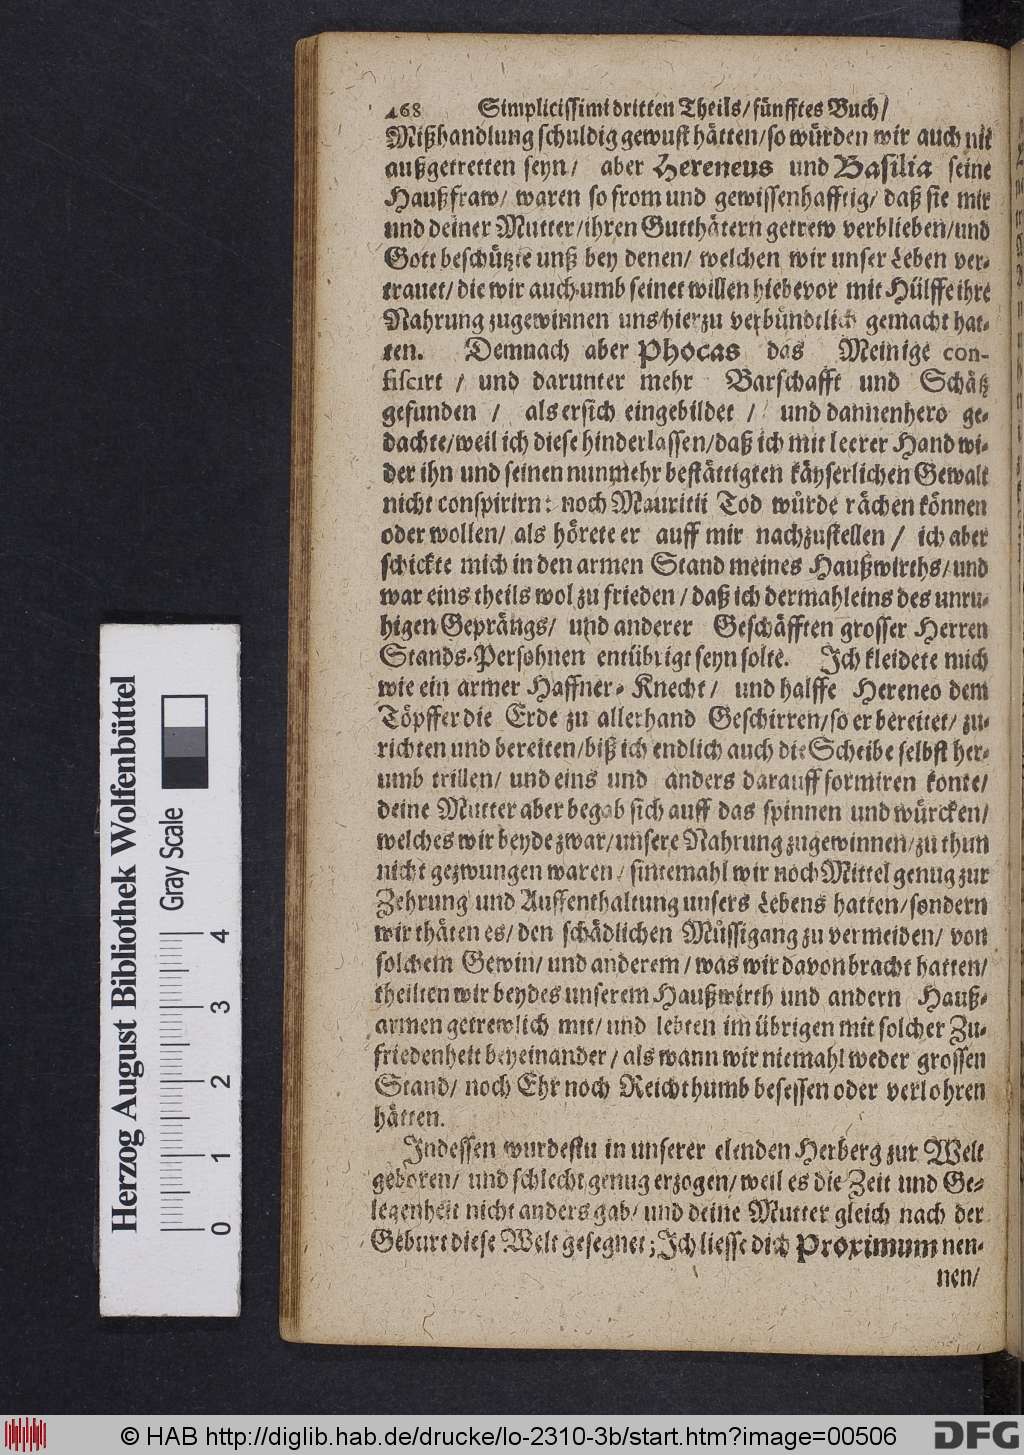 468 Simplicissimi dritten Theils/ fünfftes Buch/
Mißhandlung schuldig gewust hätten/ so würden wir auch nit
außgetretten seyn/ aber Hereneus und Basilia seine
Haußfraw/ waren so from und gewissenhafftig/ daß sie mir
und deiner Mutter/ ihren Gutthätern getrew verblieben/ und
Gott beschützte unß bey denen/ welchen wir unser Leben ver-
trauet/ die wir auch umb seinet willen hiebevor mit Hülffe ihre
Nahrung zugewinnen uns hierzu verbündtlich gemacht hat-
ten. Demnach aber Phocas das Meinige con-
fiscirt / und darunter mehr Barschafft und Schätz
gefunden / als er sich eingebildet / und dannenhero ge-
dachte/ weil ich diese hinderlassen/ daß ich mit leerer Hand wi-
der ihn und seinen nunmehr bestättigten käyserlichen Gewalt
nicht conspirirn: noch Mauritii Tod würde rächen können
oder wollen/ als hörete er auff mir nachzustellen / ich aber
schickte mich in den armen Stand meines Haußwirths/ und
war eins theils wol zu frieden / daß ich dermahleins des unru-
higen Geprängs/ und anderer Geschäfften grosser Herren
Stands-Persohnen entübrigt seyn solte. Ich kleidete mich
wie ein armer Haffner- Knecht/ und halffe Hereneo dem
Töpffer die Erde zu allerhand Geschirren/ so er bereitet/ zu-
richten und bereiten/ biß ich endlich auch die Scheibe selbst her-
umb trillen/ und eins und anders darauff formiren konte/
deine Mutter aber begab sich auff das spinnen und würcken/
welches wir beyde zwar/ unsere Nahrung zugewinnen/ zu thun
nicht gezwungen waren / sintemahl wir noch Mittel genug zur
Zehrung und Auffenthaltung unsers Lebens hatten/ sondern
wir thäten es/ den schädlichen Müssigang zu vermeiden/ von
solchem Gewin/ und anderem / was wir davon bracht hatten/
theilten wir beydes unserem Haußwirth und andern Hauß-
armen getrewlich mit/ und lebten im übrigen mit solcher Zu-
friedenheit beyeinander / als wann wir niemahl weder grossen
Stand/ noch Ehr noch Reichthumb besessen oder verlohren
hätten.
Indessen wurdestu in unserer elenden Herberg zur Welt
geboren/ und schlecht genug erzogen/ weil es die Zeit und Ge-
legenheit nicht anders gab/ und deine Mutter gleich nach der
Geburt diese Welt gesegnet; Ich liesse dich Proximum nen-
nen/
Herzog August Bibliothek Wolfenbüttel
Gray Scale
0 1 2 3 4
© HAB http://diglib.hab.de/drucke/lo-2310-3b/start.htm?image=00506
DFG